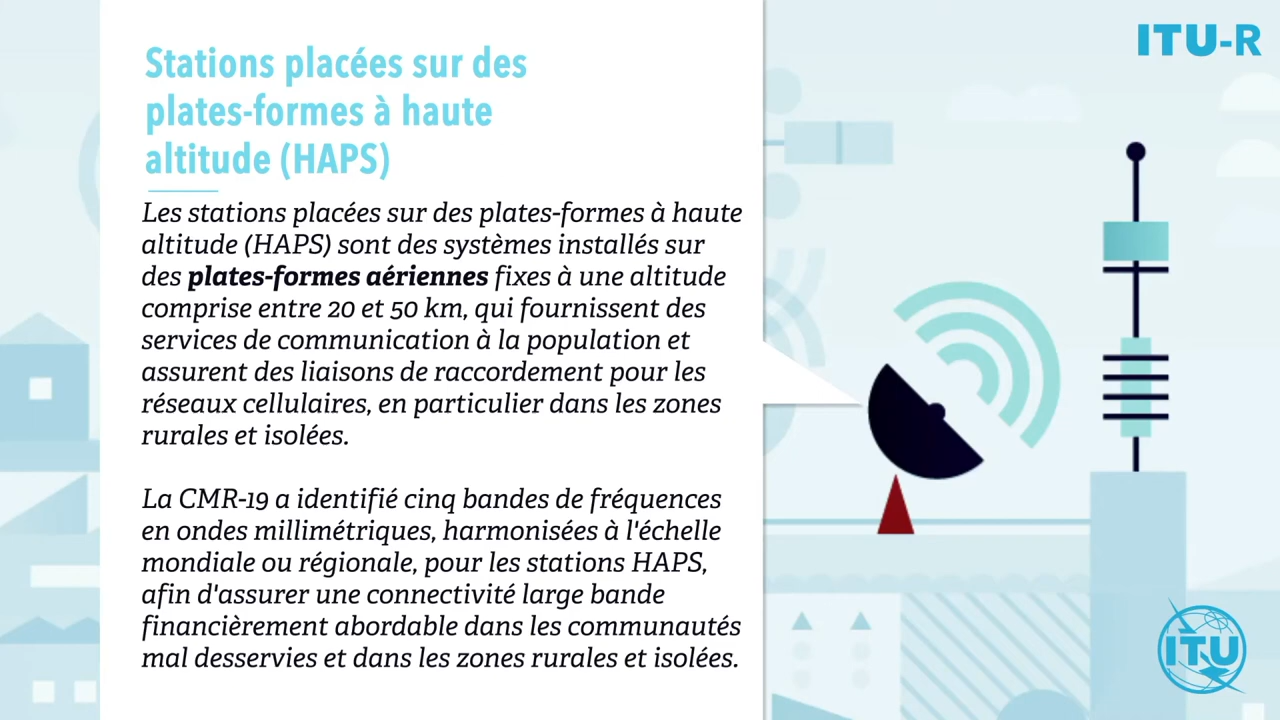 ITU-R
Stations placées sur des
plates-formes à haute
altitude (HAPS)
Les stations placées sur des plates-formes à haute
altitude (HAPS) sont des systèmes installés sur
des plates-formes aériennes fixes à une altitude
comprise entre 20 et 50 km, qui fournissent des
services de communication à la population et
assurent des liaisons de raccordement pour les
réseaux cellulaires, en particulier dans les zones
rurales et isolées.
La CMR-19 a identifié cinq bandes de fréquences
en ondes millimétriques, harmonisées à l'échelle
mondiale ou régionale, pour les stations HAPS,
afin d'assurer une connectivité large bande
financièrement abordable dans les communautés
mal desservies et dans les zones rurales et isolées.
ITU